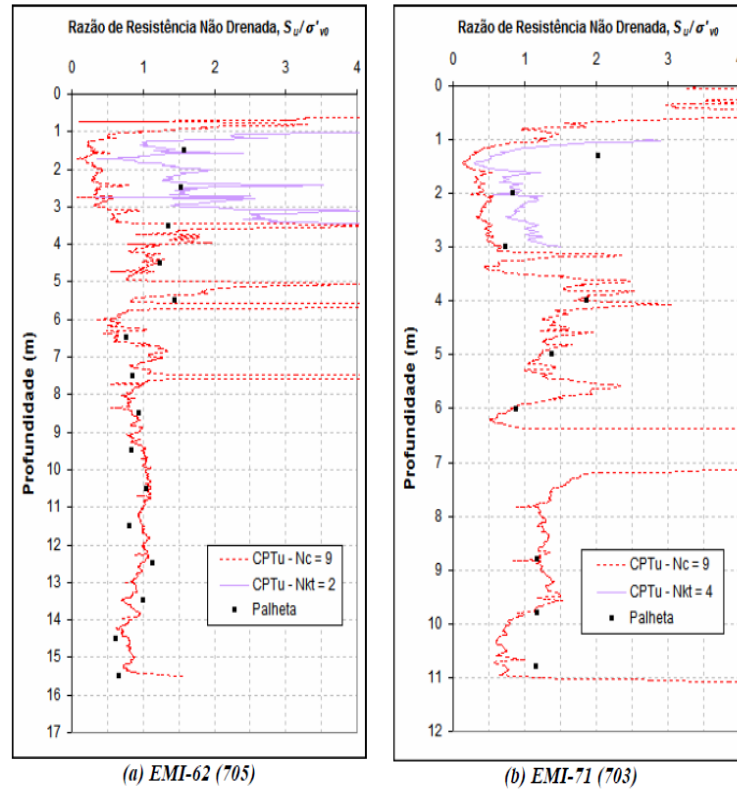 Razão de Resistência Não Drenada, Su/σ'v0
0 1 2 3 4
0
1
2
3
4
5
6
7
8
9
10
11
12
13
14
15
16
17
Profundidade (m)
CPTu - Nc = 9
CPTu - Nkt = 2
Palheta
(a) EMI-62 (705)
Razão de Resistência Não Drenada, Su/σ'v0
0 1 2 3 4
0
1
2
3
4
5
6
7
8
9
10
11
12
Profundidade (m)
CPTu - Nc = 9
CPTu - Nkt = 4
Palheta
(b) EMI-71 (703)